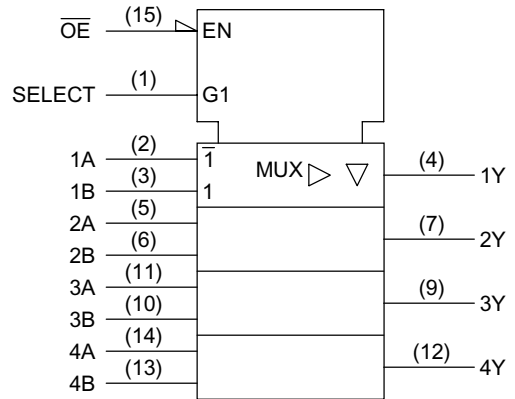 O̅E̅ (15) EN
SELECT (1) G1
1A (2) 1̅ MUX (4) 1Y
1B (3) 1
2A (5) (7) 2Y
2B (6)
3A (11) (9) 3Y
3B (10)
4A (14) (12) 4Y
4B (13)